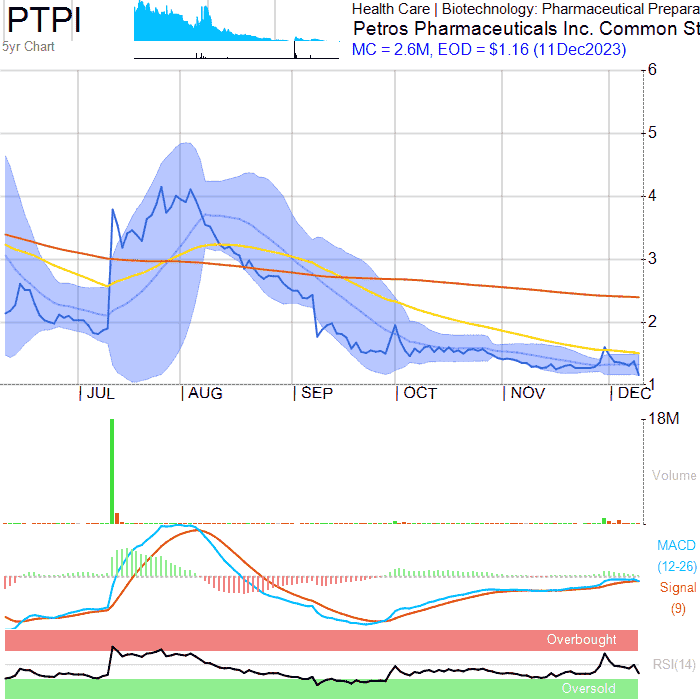 PTPI
5yr Chart
Health Care | Biotechnology: Pharmaceutical Prepara
Petros Pharmaceuticals Inc. Common St
MC = 2.6M, EOD = $1.16 (11Dec2023)
6
5
4
3
2
1
JUL AUG SEP OCT NOV DEC
18M
Volume
MACD
(12-26)
Signal
(9)
Overbought
RSI(14)
Oversold